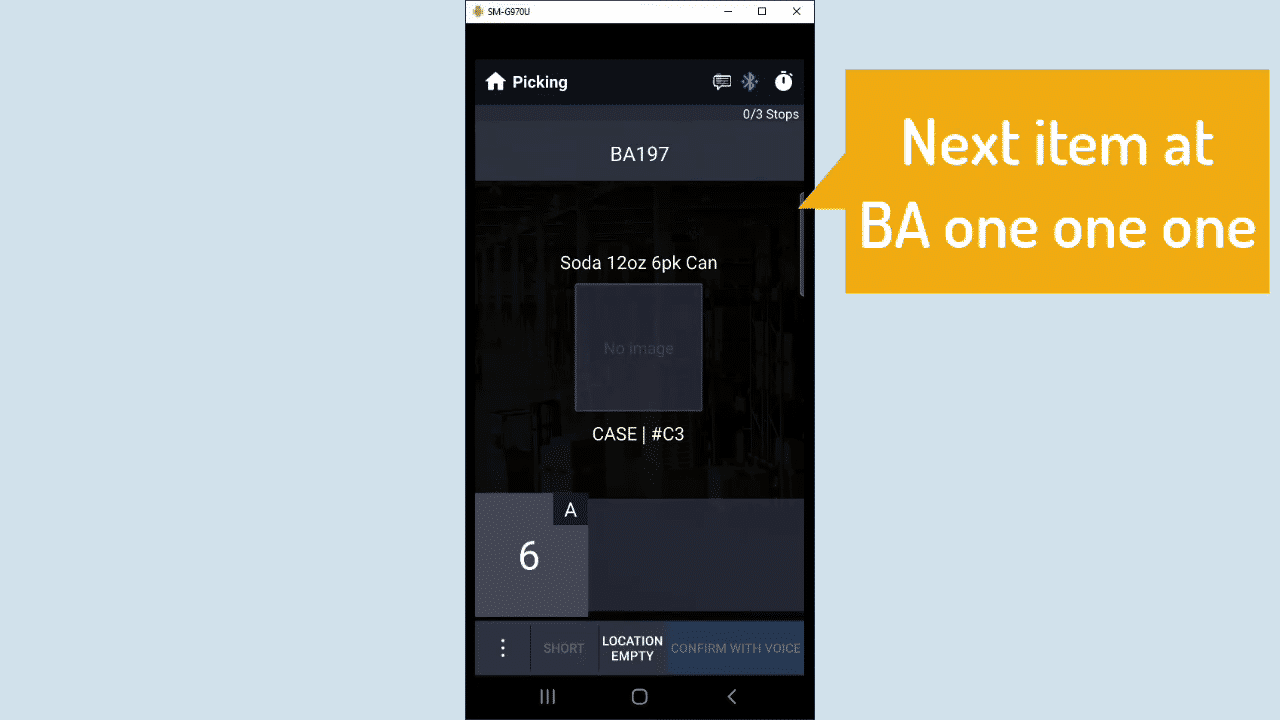 SM-G970U
Picking
0/3 Stops
BA197
Next item at
BA one one one
Soda 12oz 6pk Can
No image
CASE | #C3
A
6
SHORT
LOCATION
EMPTY
CONFIRM WITH VOICE